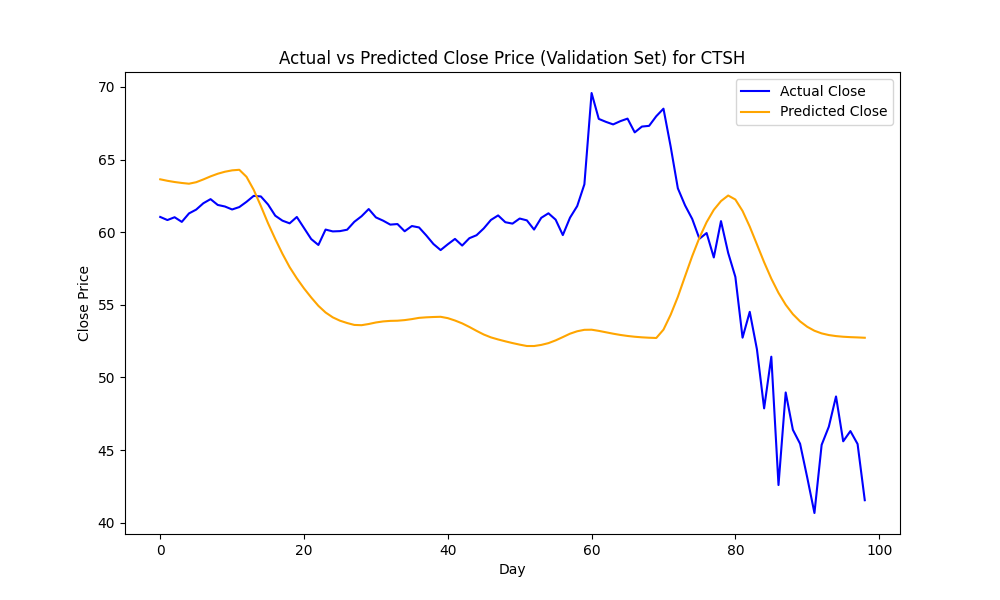 Actual vs Predicted Close Price (Validation Set) for CTSH
Actual Close
Predicted Close
Close Price
70
65
60
55
50
45
40
0 20 40 60 80 100
Day